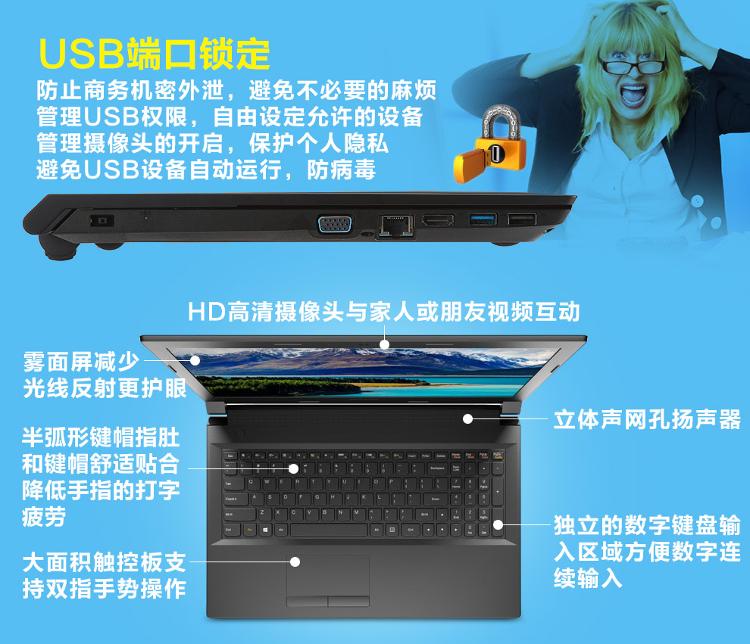 USB端口锁定
防止商务机密外泄，避免不必要的麻烦
管理USB权限，自由设定允许的设备
管理摄像头的开启，保护个人隐私
避免USB设备自动运行，防病毒
HD高清摄像头与家人或朋友视频互动
雾面屏减少
光线反射更护眼
立体声网孔扬声器
半弧形键帽指肚
和键帽舒适贴合
降低手指的打字
疲劳
独立的数字键盘输
入区域方便数字连
续输入
大面积触控板支
持双指手势操作